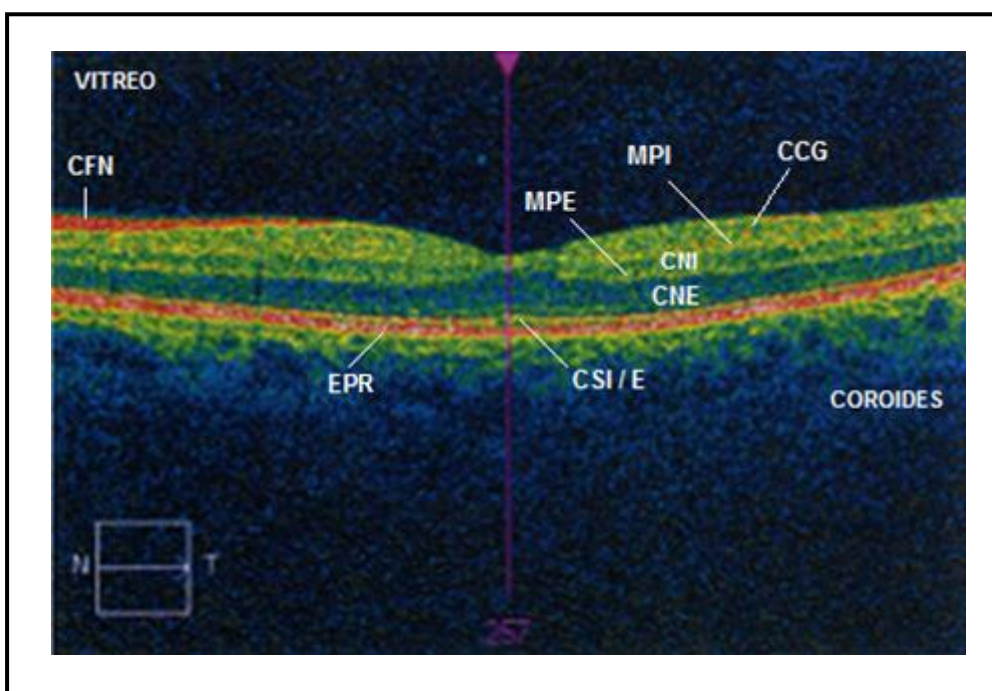 VITREO
CFN
MPI
CCG
MPE
CNI
CNE
EPR
CSI / E
COROIDES
N
T
257